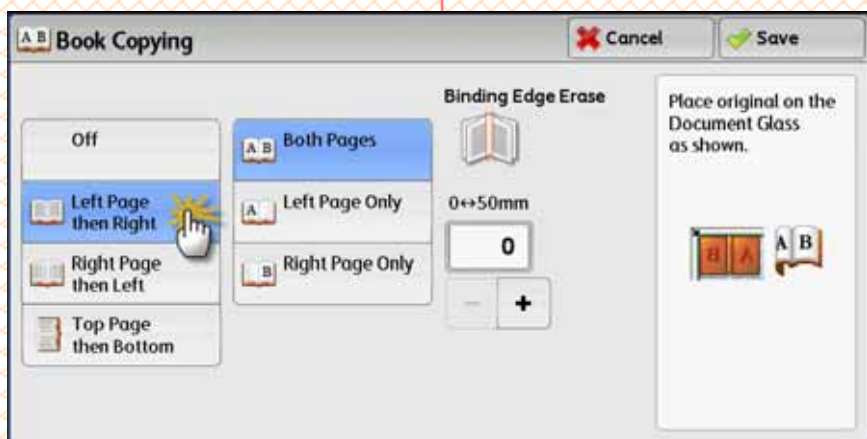 A B Book Copying
Cancel
Save
Off
Left Page
then Right
Right Page
then Left
Top Page
then Bottom
A B Both Pages
A Left Page Only
B Right Page Only
Binding Edge Erase
0↔50mm
0
− +
Place original on the
Document Glass
as shown.
B A A B